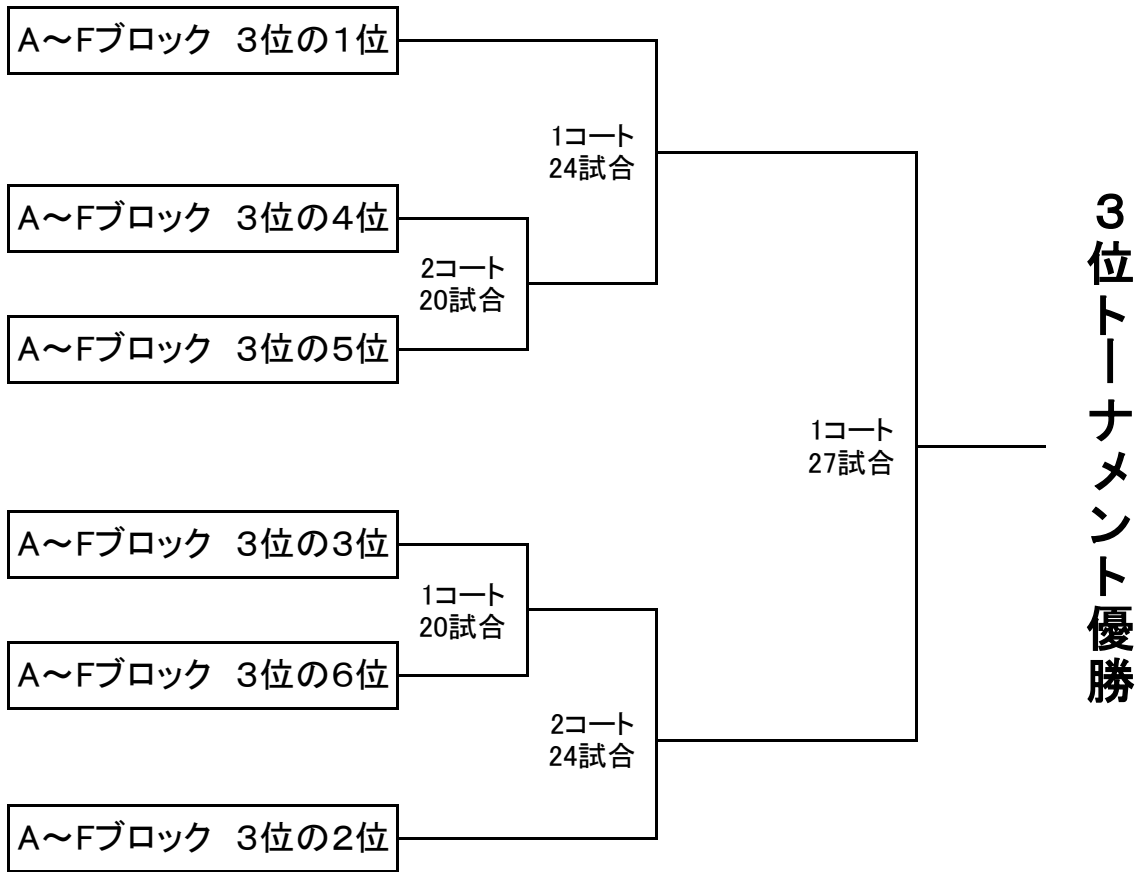 A～Fブロック　3位の1位
1コート
24試合
A～Fブロック　3位の4位
2コート
20試合
A～Fブロック　3位の5位
1コート
27試合
A～Fブロック　3位の3位
1コート
20試合
A～Fブロック　3位の6位
2コート
24試合
A～Fブロック　3位の2位
3位トーナメント優勝